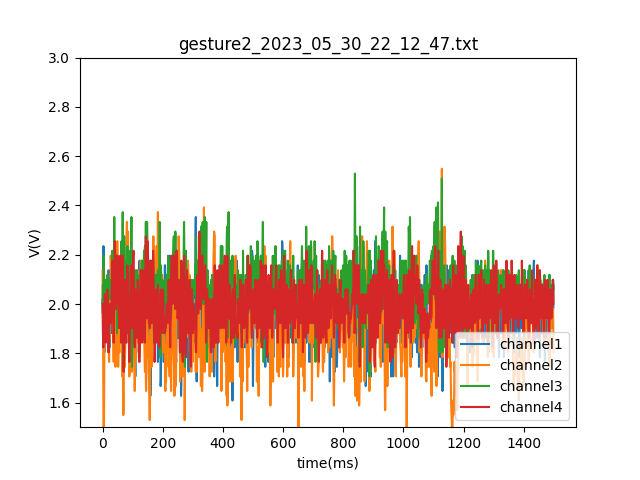 gesture2_2023_05_30_22_12_47.txt
3.0
2.8
2.6
2.4
2.2
2.0
1.8
1.6
V(V)
0 200 400 600 800 1000 1200 1400
time(ms)
channel1
channel2
channel3
channel4